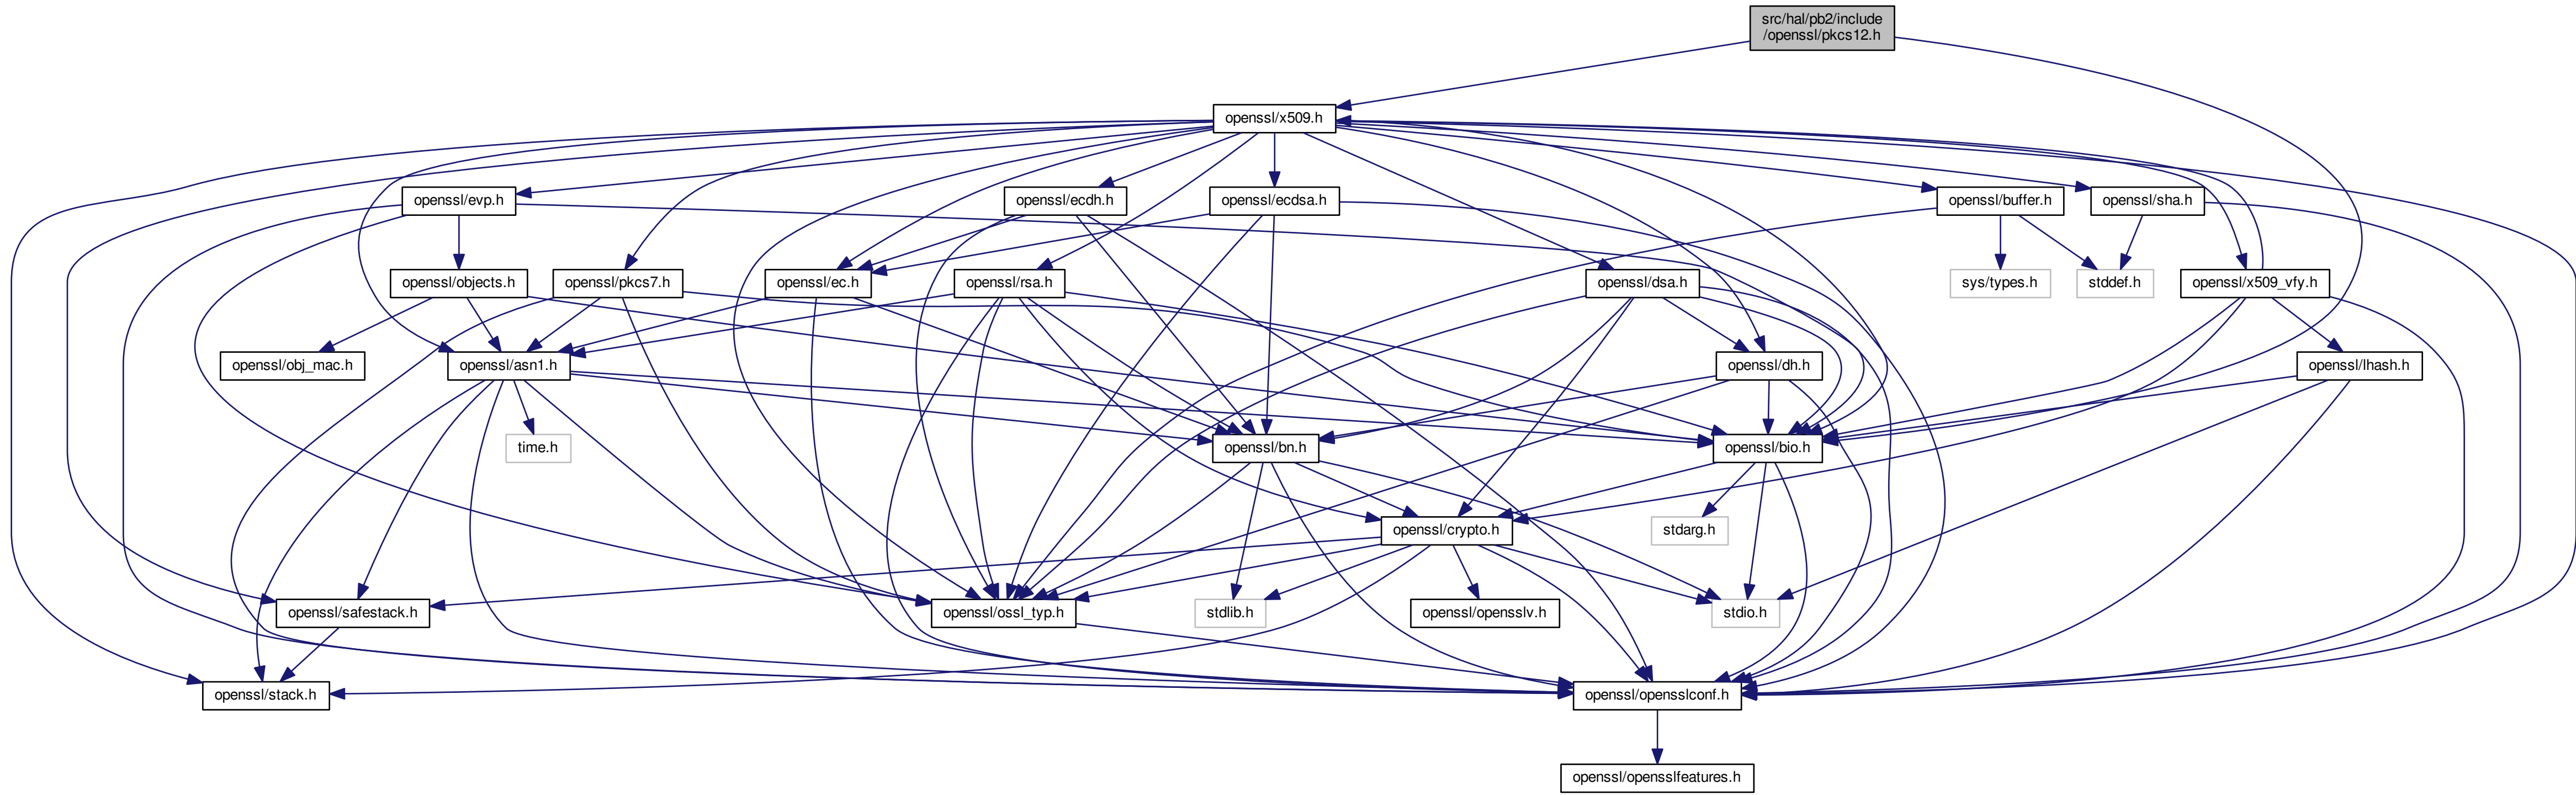 src/hal/pb2/include
/openssl/pkcs12.h
openssl/x509.h
openssl/evp.h
openssl/ecdh.h
openssl/ecdsa.h
openssl/buffer.h
openssl/sha.h
openssl/objects.h
openssl/pkcs7.h
openssl/ec.h
openssl/rsa.h
openssl/dsa.h
sys/types.h
stddef.h
openssl/x509_vfy.h
openssl/obj_mac.h
openssl/asn1.h
openssl/dh.h
openssl/lhash.h
time.h
openssl/bn.h
openssl/bio.h
openssl/crypto.h
stdarg.h
openssl/safestack.h
openssl/ossl_typ.h
stdlib.h
openssl/opensslv.h
stdio.h
openssl/stack.h
openssl/opensslconf.h
openssl/opensslfeatures.h